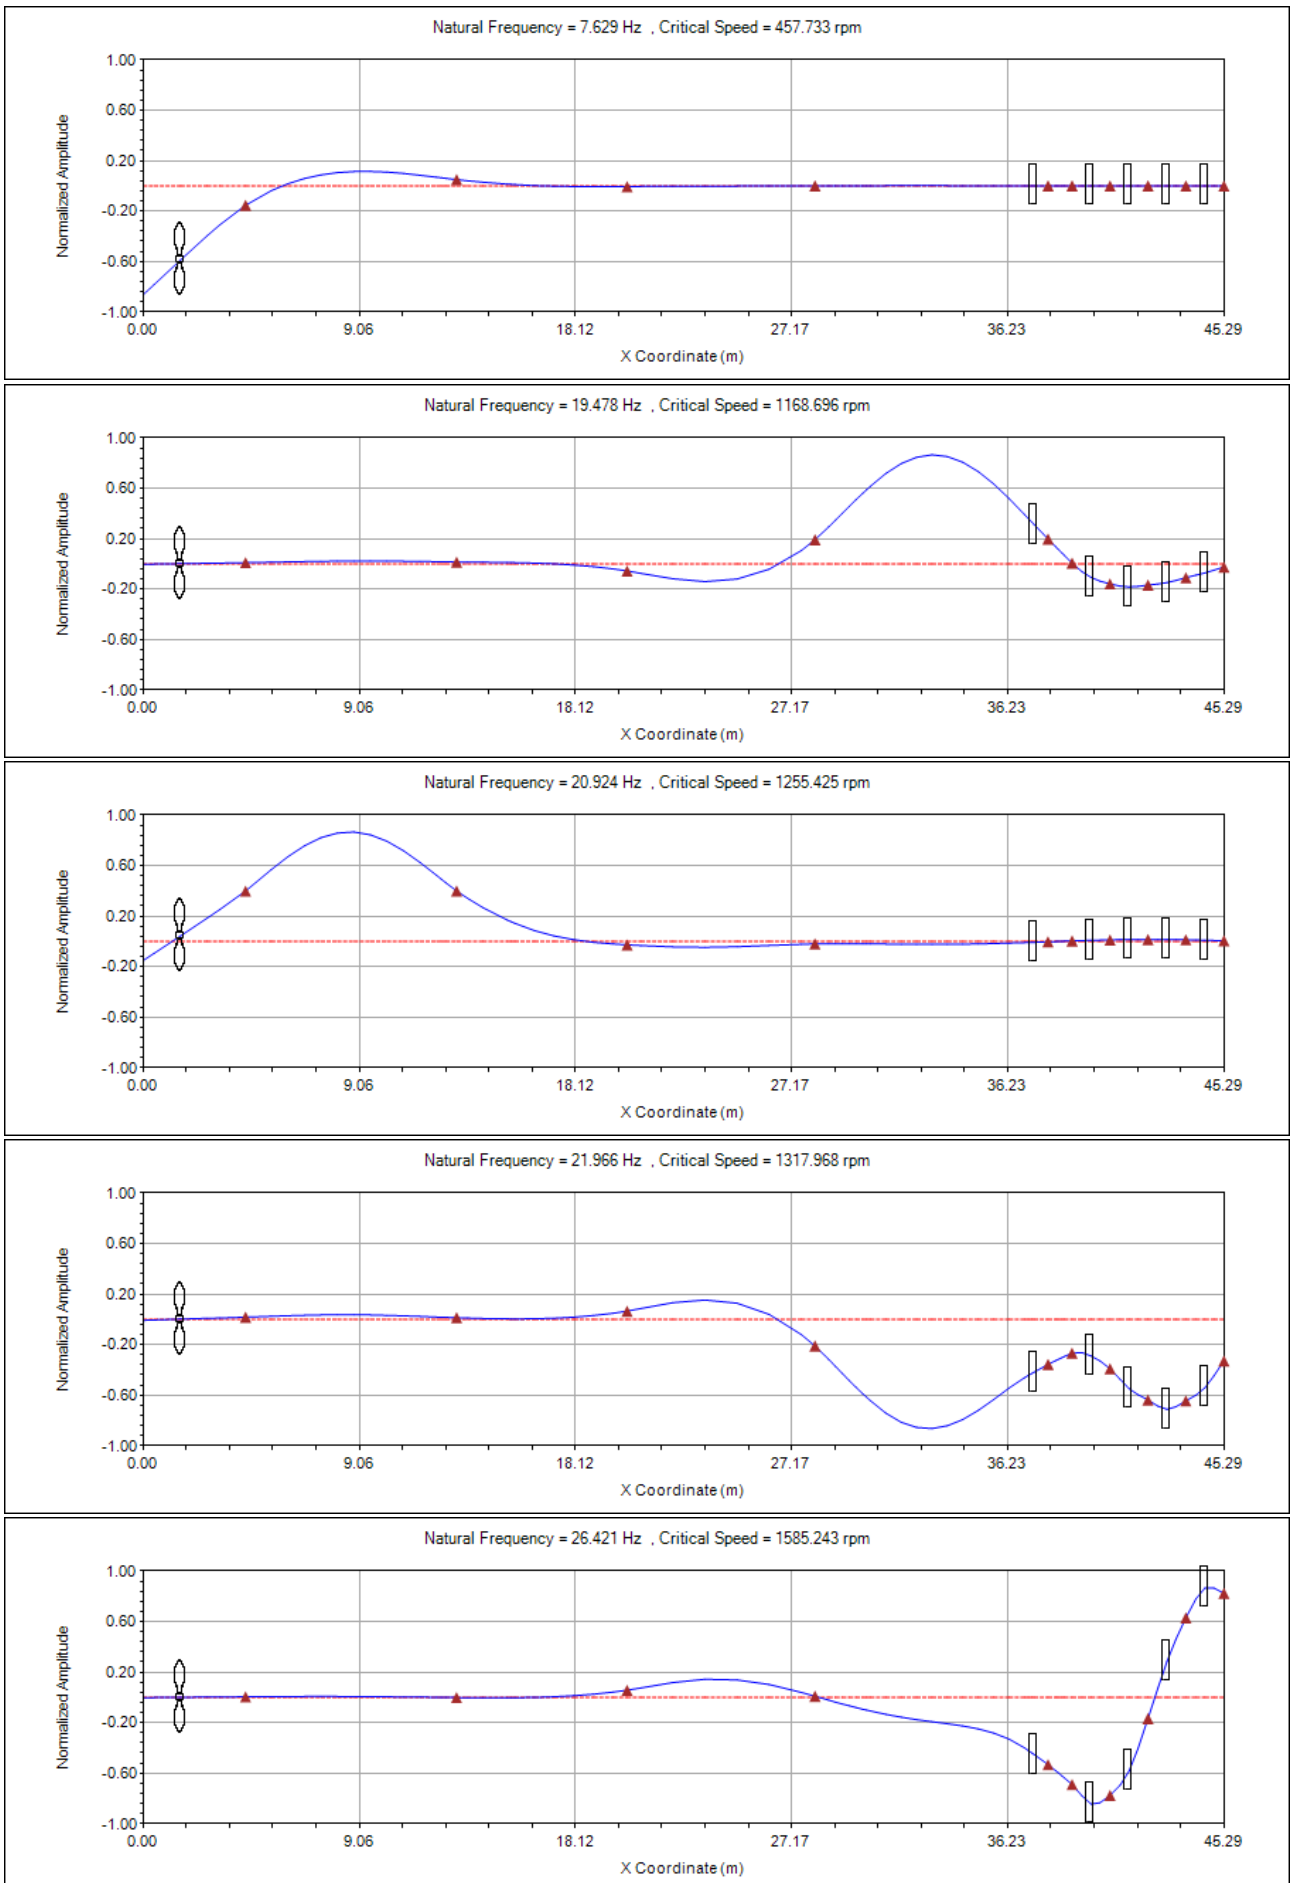 Natural Frequency = 7.629 Hz , Critical Speed = 457.733 rpm
Normalized Amplitude
1.00
0.60
0.20
-0.20
-0.60
-1.00
0.00 9.06 18.12 27.17 36.23 45.29
X Coordinate (m)
Natural Frequency = 19.478 Hz , Critical Speed = 1168.696 rpm
Normalized Amplitude
1.00
0.60
0.20
-0.20
-0.60
-1.00
0.00 9.06 18.12 27.17 36.23 45.29
X Coordinate (m)
Natural Frequency = 20.924 Hz , Critical Speed = 1255.425 rpm
Normalized Amplitude
1.00
0.60
0.20
-0.20
-0.60
-1.00
0.00 9.06 18.12 27.17 36.23 45.29
X Coordinate (m)
Natural Frequency = 21.966 Hz , Critical Speed = 1317.968 rpm
Normalized Amplitude
1.00
0.60
0.20
-0.20
-0.60
-1.00
0.00 9.06 18.12 27.17 36.23 45.29
X Coordinate (m)
Natural Frequency = 26.421 Hz , Critical Speed = 1585.243 rpm
Normalized Amplitude
1.00
0.60
0.20
-0.20
-0.60
-1.00
0.00 9.06 18.12 27.17 36.23 45.29
X Coordinate (m)